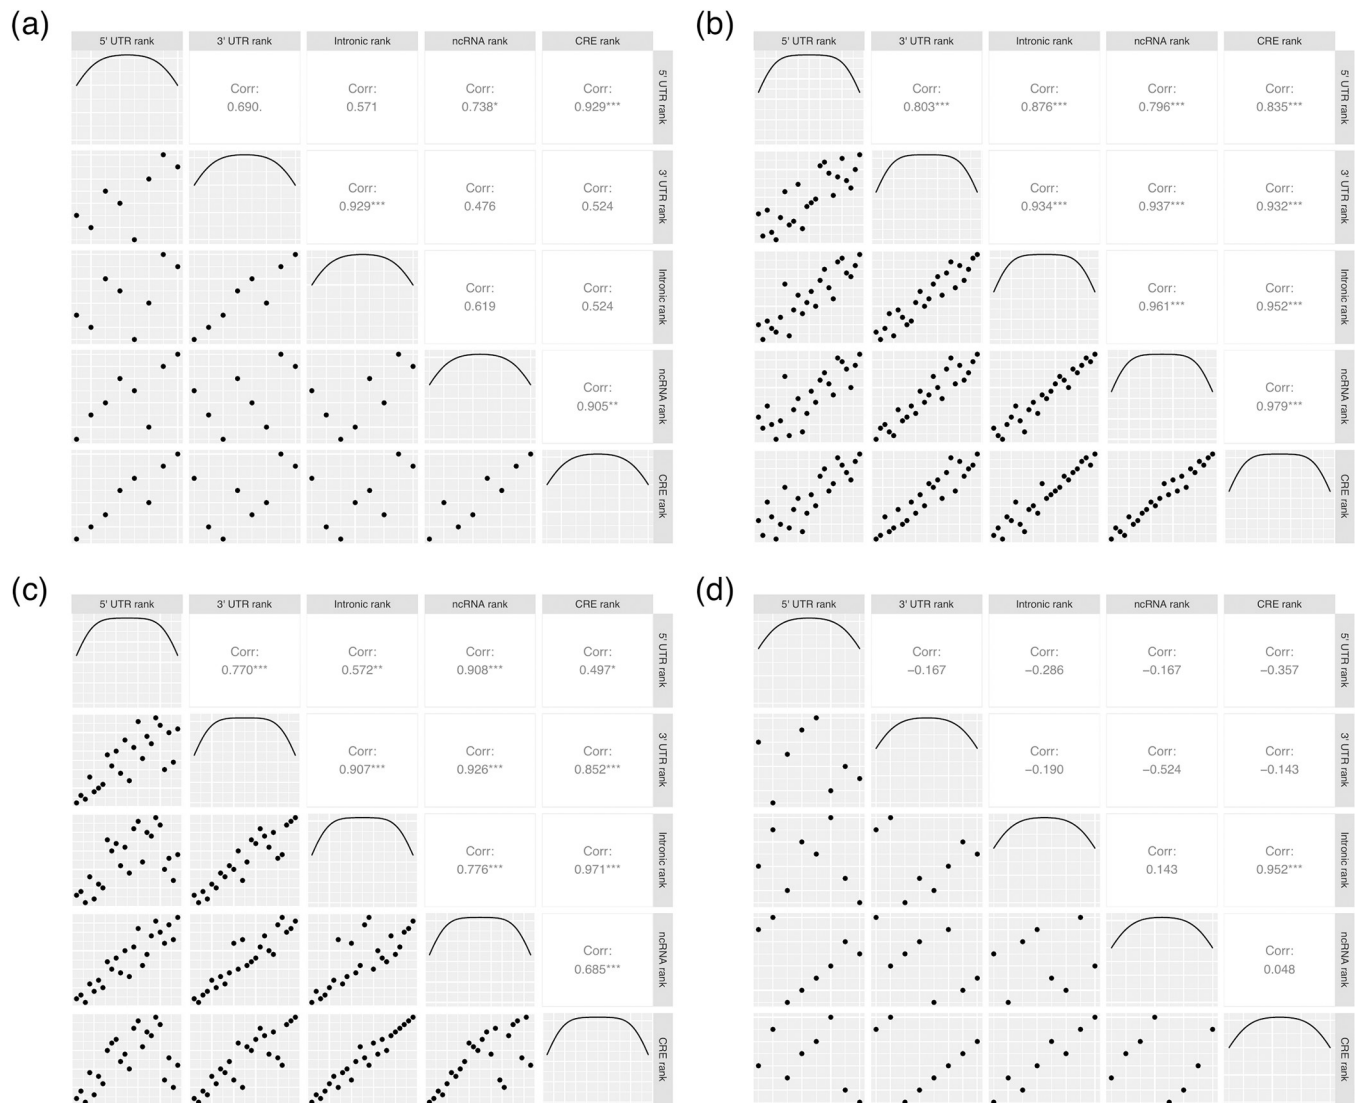 (a)
5' UTR rank 3' UTR rank Intronic rank ncRNA rank CRE rank
5' UTR rank
Corr: Corr: Corr: Corr:
0.690. 0.571 0.738* 0.929***
3' UTR rank
Corr: Corr: Corr:
0.929*** 0.476 0.524
Intronic rank
Corr: Corr:
0.619 0.524
ncRNA rank
Corr:
0.905**
CRE rank
(b)
5' UTR rank 3' UTR rank Intronic rank ncRNA rank CRE rank
5' UTR rank
Corr: Corr: Corr: Corr:
0.803*** 0.876*** 0.796*** 0.835***
3' UTR rank
Corr: Corr: Corr:
0.934*** 0.937*** 0.932***
Intronic rank
Corr: Corr:
0.961*** 0.952***
ncRNA rank
Corr:
0.979***
CRE rank
(c)
5' UTR rank 3' UTR rank Intronic rank ncRNA rank CRE rank
5' UTR rank
Corr: Corr: Corr: Corr:
0.770*** 0.572** 0.908*** 0.497*
3' UTR rank
Corr: Corr: Corr:
0.907*** 0.926*** 0.852***
Intronic rank
Corr: Corr:
0.776*** 0.971***
ncRNA rank
Corr:
0.685***
CRE rank
(d)
5' UTR rank 3' UTR rank Intronic rank ncRNA rank CRE rank
5' UTR rank
Corr: Corr: Corr: Corr:
−0.167 −0.286 −0.167 −0.357
3' UTR rank
Corr: Corr: Corr:
−0.190 −0.524 −0.143
Intronic rank
Corr: Corr:
0.143 0.952***
ncRNA rank
Corr:
0.048
CRE rank